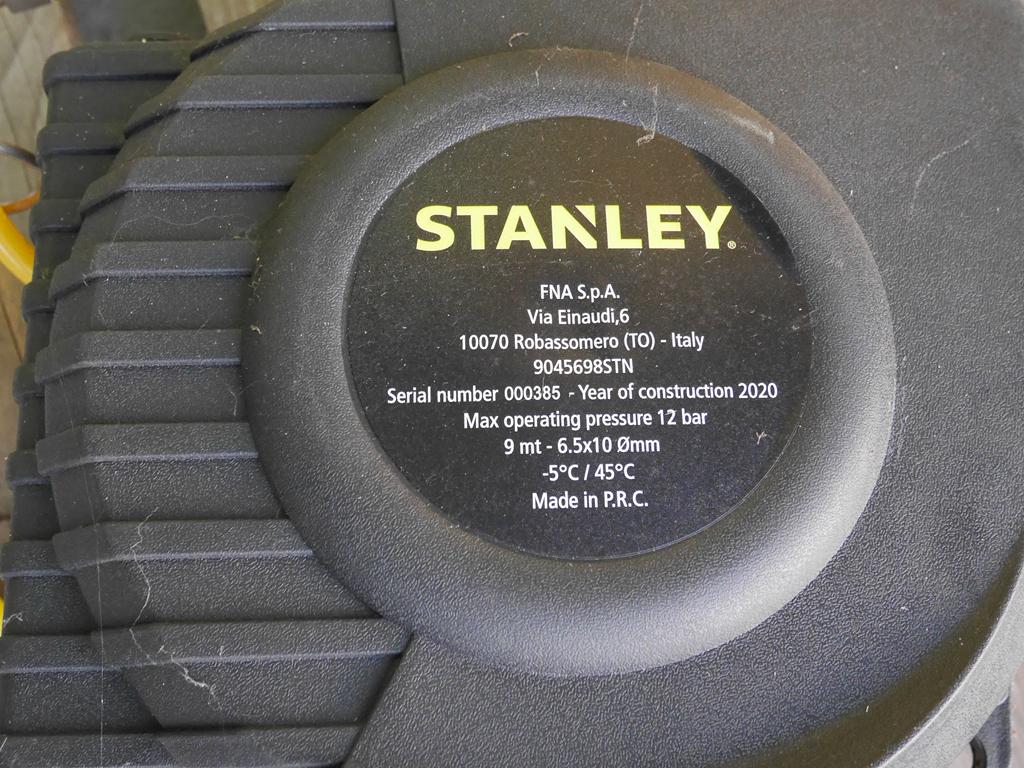 STANLEY®
FNA S.p.A.
Via Einaudi,6
10070 Robassomero (TO) - Italy
9045698STN
Serial number 000385 - Year of construction 2020
Max operating pressure 12 bar
9 mt - 6.5x10 Ømm
-5°C / 45°C
Made in P.R.C.